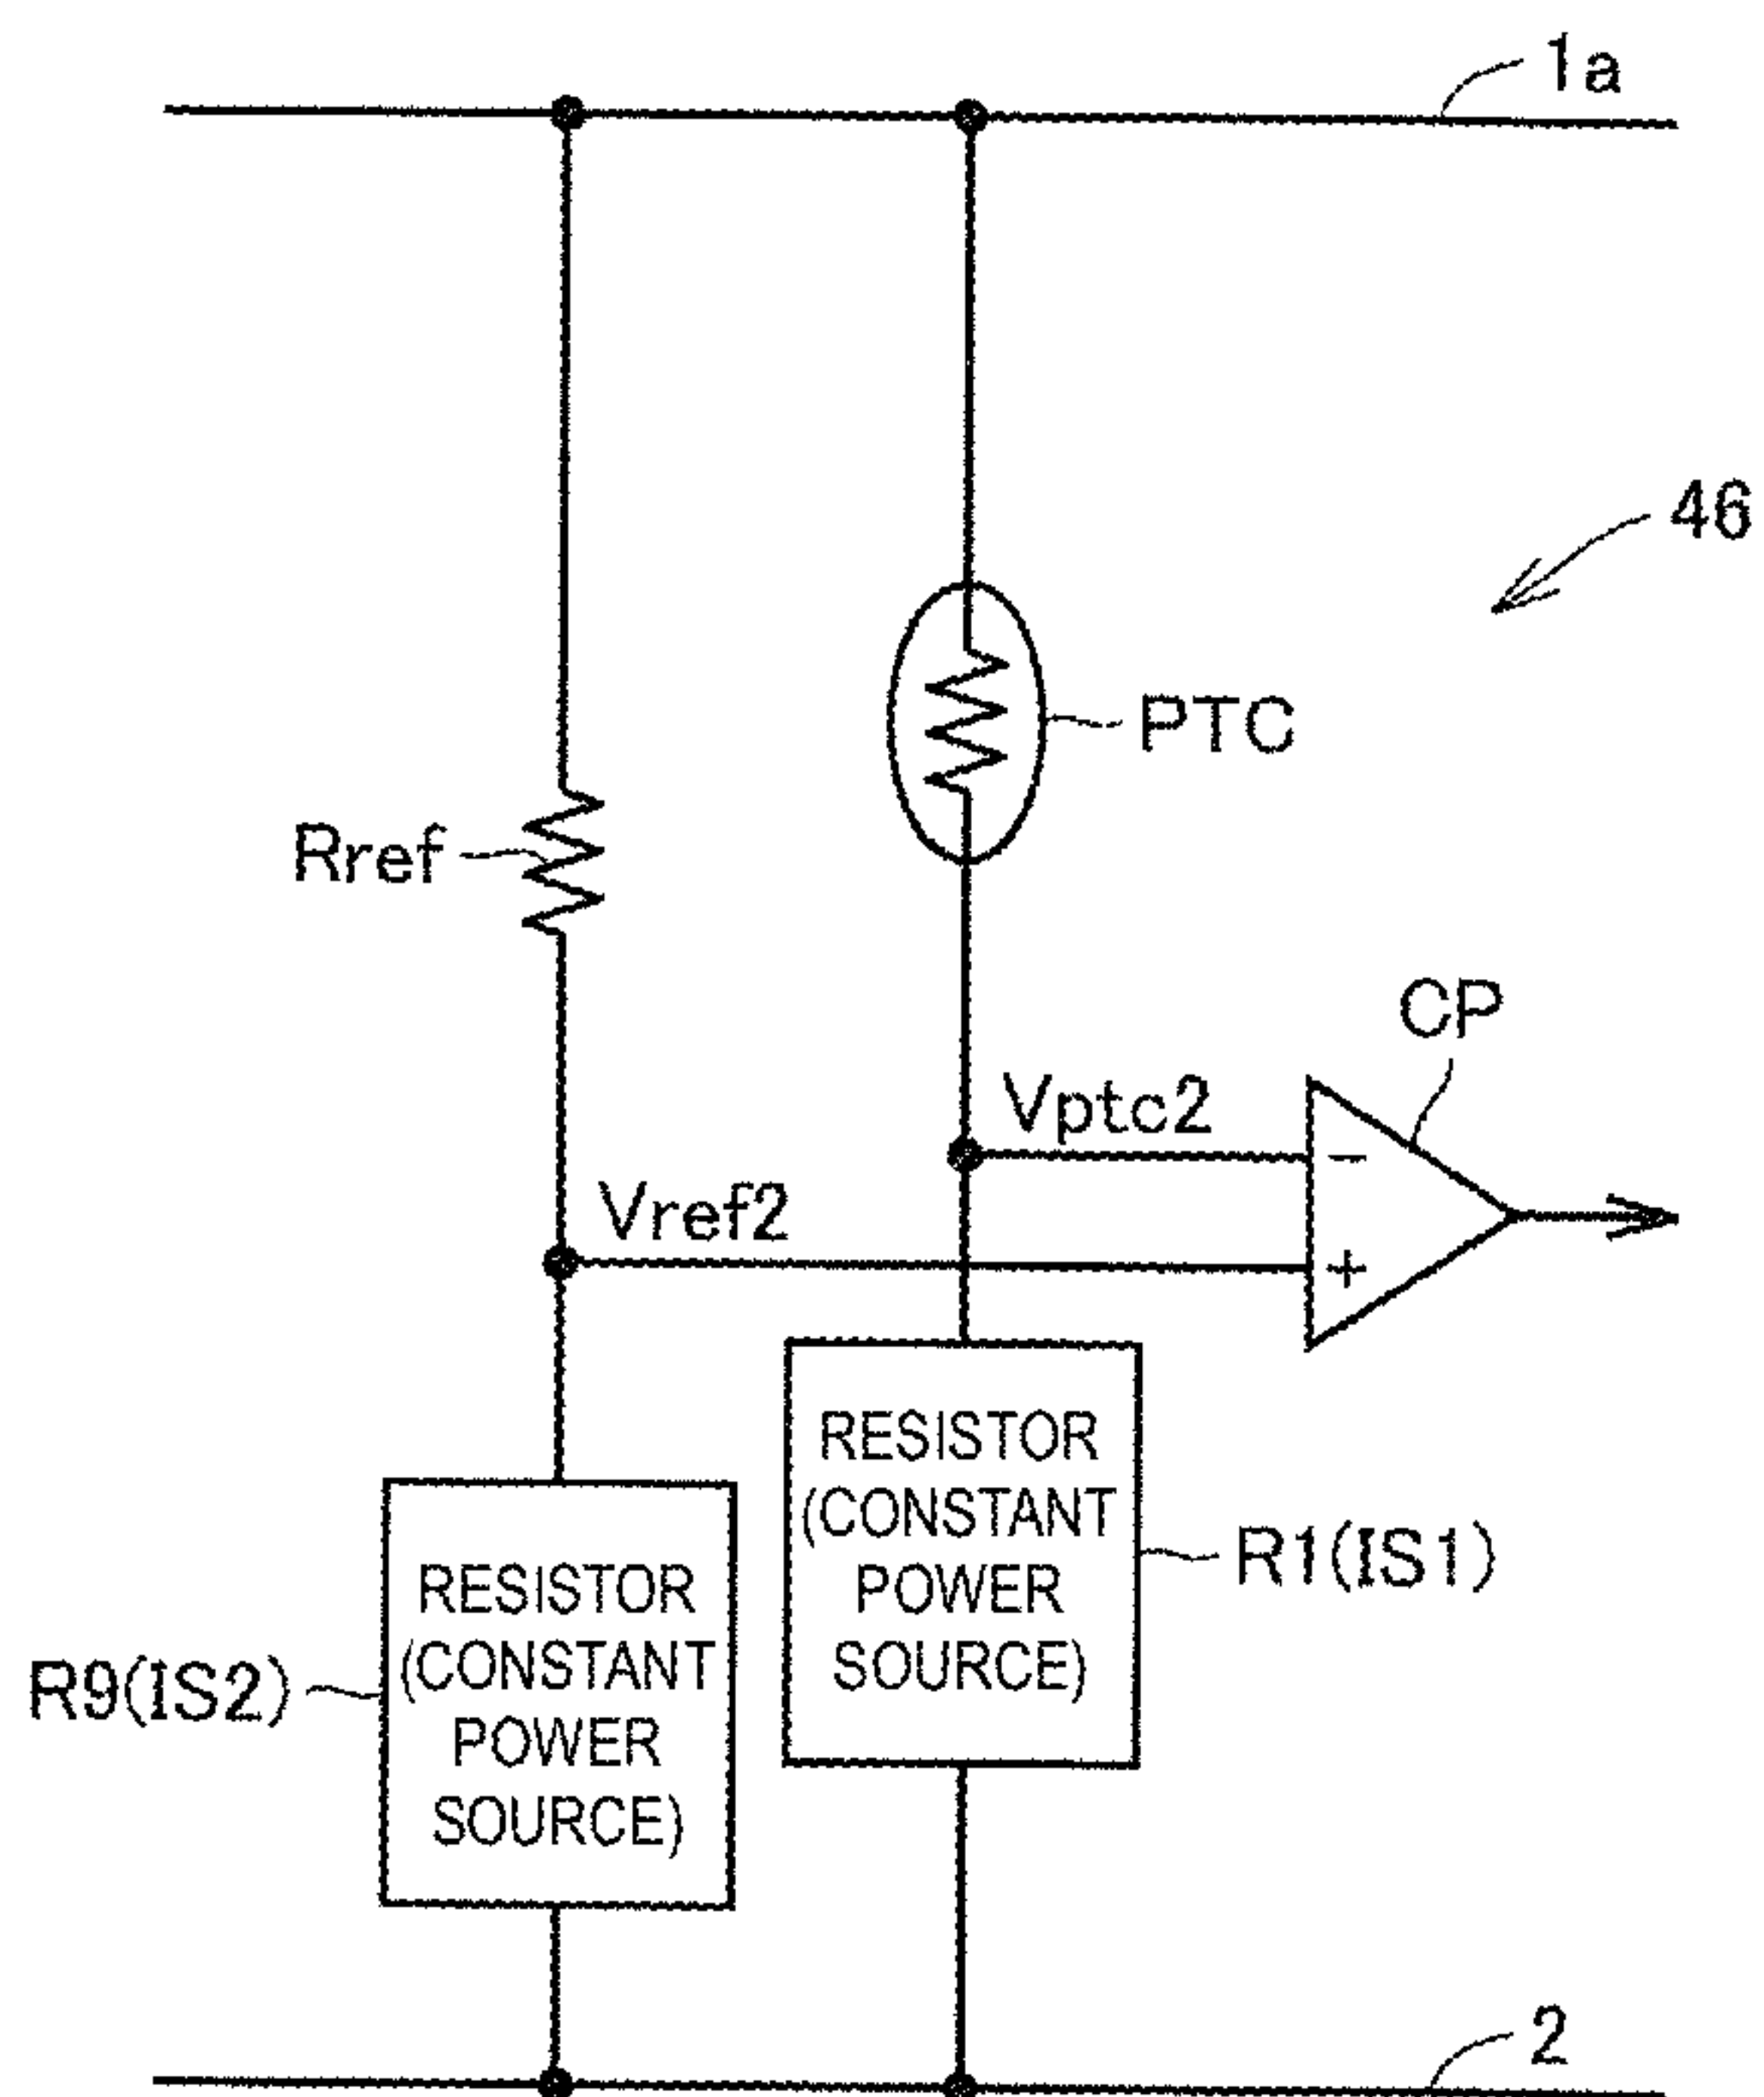 1a
46
PTC
Rref
CP
Vptc2
−
Vref2
+
RESISTOR
(CONSTANT
POWER
SOURCE)
R1(IS1)
RESISTOR
(CONSTANT
POWER
SOURCE)
R9(IS2)
2